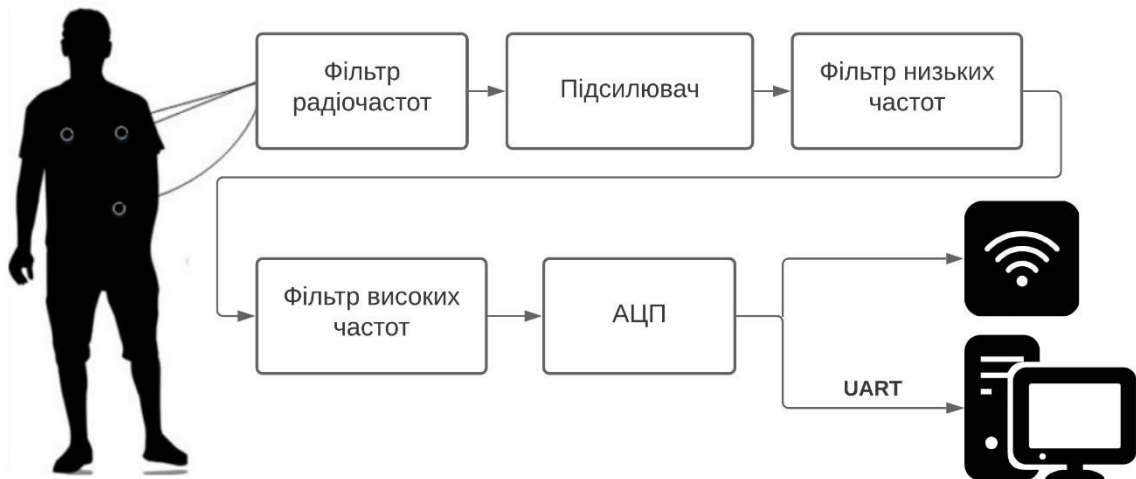 Фільтр
радіочастот
Підсилювач
Фільтр низьких
частот
Фільтр високих
частот
АЦП
UART